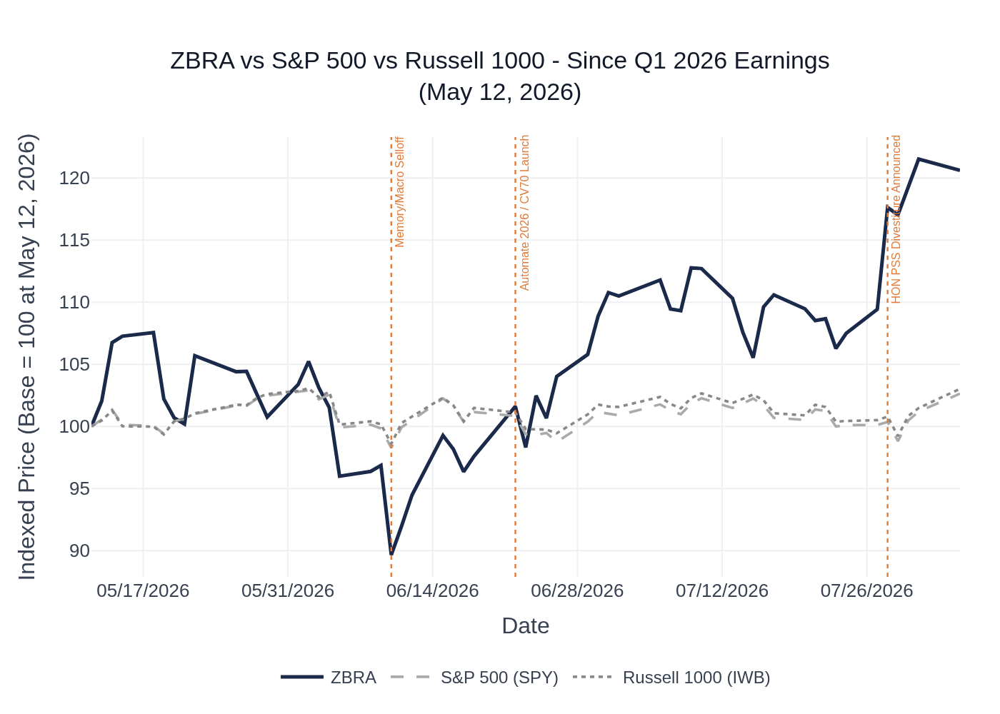 ZBRA vs S&P 500 vs Russell 1000 - Since Q1 2026 Earnings
(May 12, 2026)
Indexed Price (Base = 100 at May 12, 2026)
120
115
110
105
100
95
90
Memory/Macro Selloff
Automate 2026 / CV70 Launch
HON PSS Divestiture Announced
05/17/2026
05/31/2026
06/14/2026
06/28/2026
07/12/2026
07/26/2026
Date
ZBRA
S&P 500 (SPY)
Russell 1000 (IWB)